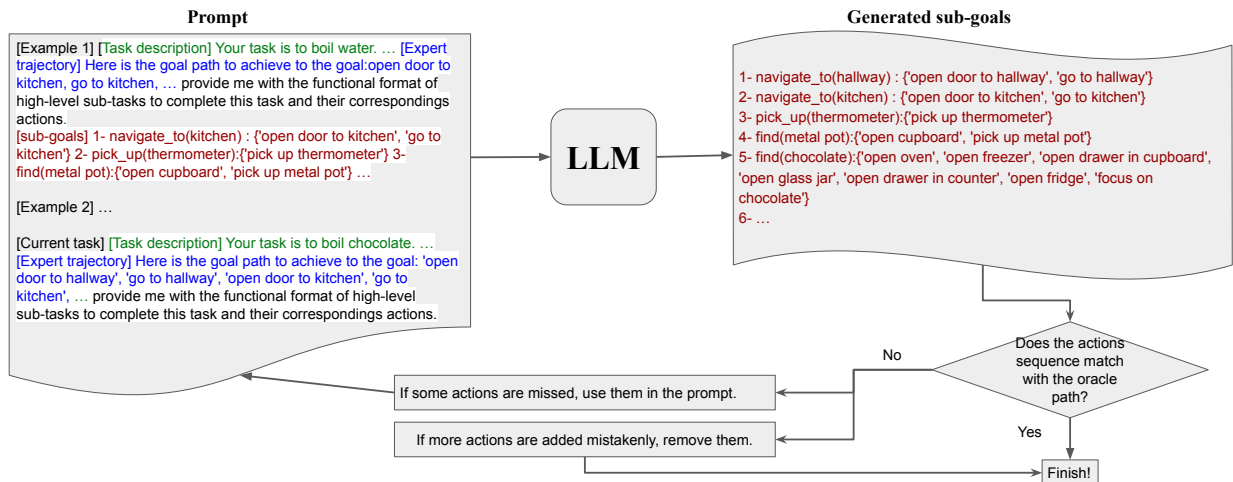 Prompt
[Example 1] [Task description] Your task is to boil water. … [Expert
trajectory] Here is the goal path to achieve to the goal:open door to
kitchen, go to kitchen, … provide me with the functional format of
high-level sub-tasks to complete this task and their correspondings
actions.
[sub-goals] 1- navigate_to(kitchen) : {'open door to kitchen', 'go to
kitchen'} 2- pick_up(thermometer):{'pick up thermometer'} 3-
find(metal pot):{'open cupboard', 'pick up metal pot'} …
[Example 2] …
[Current task] [Task description] Your task is to boil chocolate. …
[Expert trajectory] Here is the goal path to achieve to the goal: 'open
door to hallway', 'go to hallway', 'open door to kitchen', 'go to
kitchen', … provide me with the functional format of high-level
sub-tasks to complete this task and their correspondings actions.
LLM
Generated sub-goals
1- navigate_to(hallway) : {'open door to hallway', 'go to hallway'}
2- navigate_to(kitchen) : {'open door to kitchen', 'go to kitchen'}
3- pick_up(thermometer):{'pick up thermometer'}
4- find(metal pot):{'open cupboard', 'pick up metal pot'}
5- find(chocolate):{'open oven', 'open freezer', 'open drawer in cupboard',
'open glass jar', 'open drawer in counter', 'open fridge', 'focus on
chocolate'}
6- …
Does the actions
sequence match
with the oracle
path?
No
If some actions are missed, use them in the prompt.
If more actions are added mistakenly, remove them.
Yes
Finish!